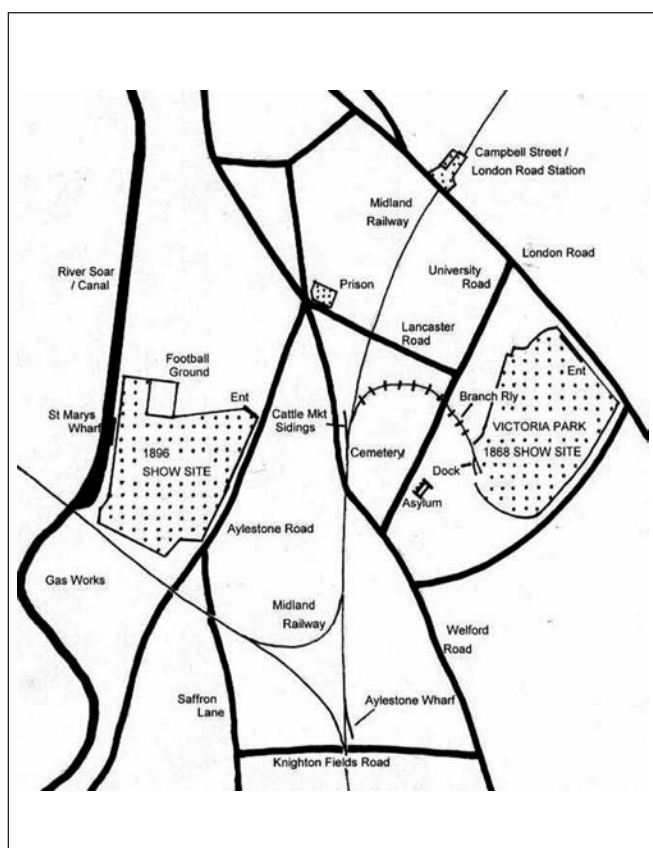 Campbell Street /
London Road Station
Midland
Railway
London Road
River Soar
/ Canal
University
Road
Prison
Lancaster
Road
Football
Ground
Ent
Ent
Branch Rly
St Marys
Wharf
Cattle Mkt
Sidings
VICTORIA PARK
1868 SHOW SITE
1896
SHOW SITE
Cemetery
Dock
Asylum
Aylestone Road
Gas Works
Midland
Railway
Welford
Road
Saffron
Lane
Aylestone Wharf
Knighton Fields Road